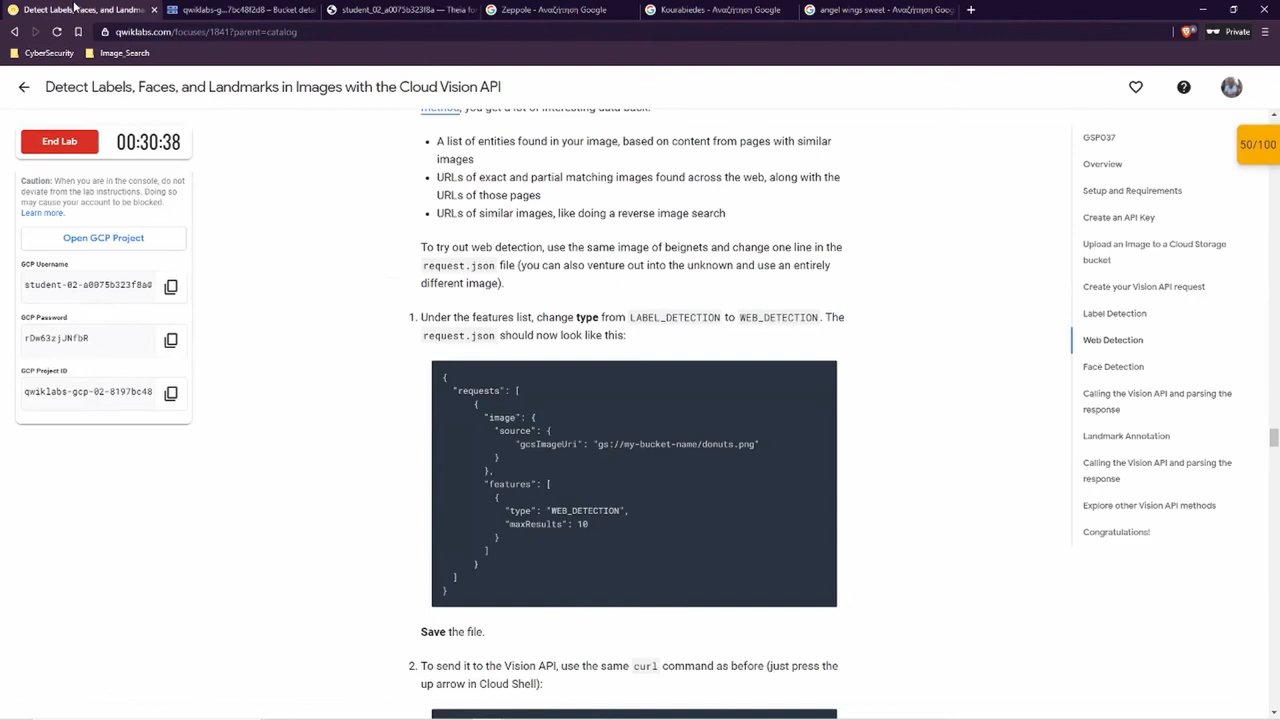 Detect Labels, Faces, and Landma
qwiklabs-g...7bc48f2d8 – Bucket detai
student_02_a0075b323f8a — Theia fo
Zeppole - Αναζήτηση Google
Kourabiedes - Αναζήτηση Google
angel wings sweet - Αναζήτηση Goog
qwiklabs.com/focuses/1841?parent=catalog
Private
CyberSecurity
Image_Search
Detect Labels, Faces, and Landmarks in Images with the Cloud Vision API
End Lab
00:30:38
Caution: When you are in the console, do not
deviate from the lab instructions. Doing so
may cause your account to be blocked.
Learn more.
Open GCP Project
GCP Username
student-02-a0075b323f8a@
GCP Password
rDw63zjJNfbR
GCP Project ID
qwiklabs-gcp-02-8197bc48
method, you get a lot of interesting data back:
A list of entities found in your image, based on content from pages with similar
images
URLs of exact and partial matching images found across the web, along with the
URLs of those pages
URLs of similar images, like doing a reverse image search
To try out web detection, use the same image of beignets and change one line in the
request.json file (you can also venture out into the unknown and use an entirely
different image).
1. Under the features list, change type from LABEL_DETECTION to WEB_DETECTION. The
request.json should now look like this:
{
"requests": [
{
"image": {
"source": {
"gcsImageUri": "gs://my-bucket-name/donuts.png"
}
},
"features": [
{
"type": "WEB_DETECTION",
"maxResults": 10
}
]
}
]
}
Save the file.
2. To send it to the Vision API, use the same curl command as before (just press the
up arrow in Cloud Shell):
GSP037
Overview
Setup and Requirements
Create an API Key
Upload an Image to a Cloud Storage
bucket
Create your Vision API request
Label Detection
Web Detection
Face Detection
Calling the Vision API and parsing the
response
Landmark Annotation
Calling the Vision API and parsing the
response
Explore other Vision API methods
Congratulations!
50/100